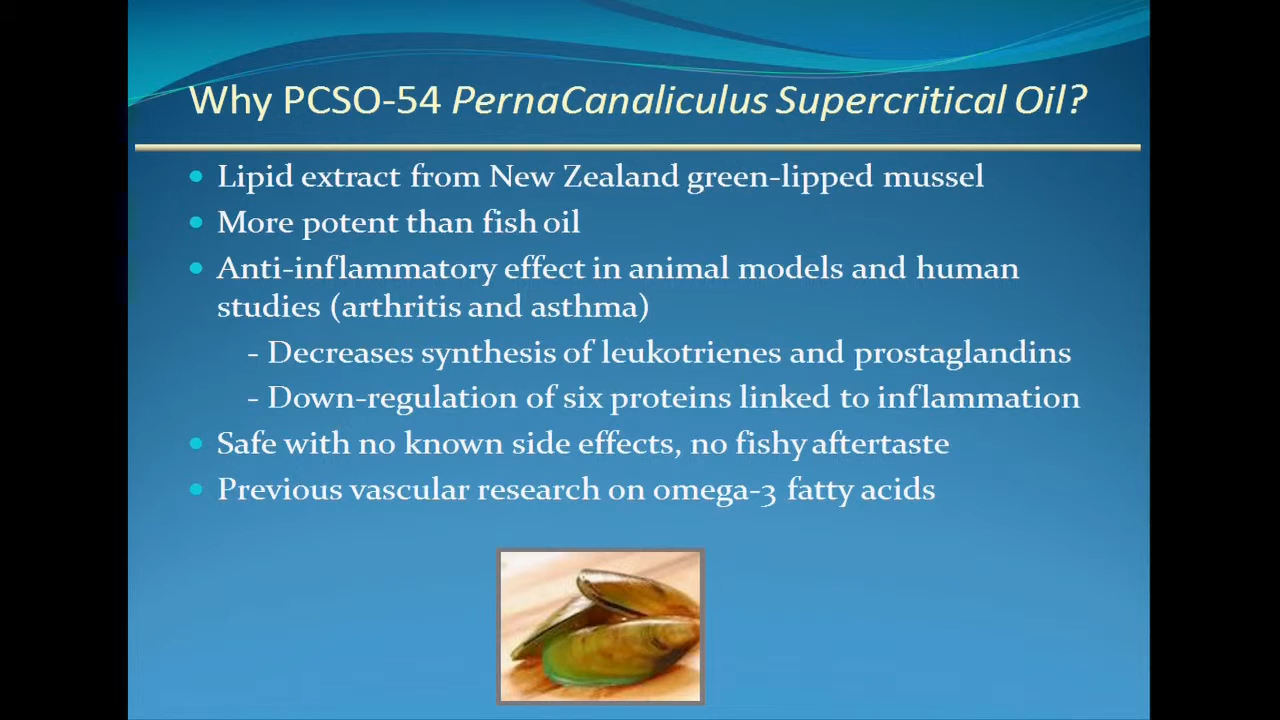 Why PCSO-54 PernaCanaliculus Supercritical Oil?
• Lipid extract from New Zealand green-lipped mussel
• More potent than fish oil
• Anti-inflammatory effect in animal models and human
studies (arthritis and asthma)
- Decreases synthesis of leukotrienes and prostaglandins
- Down-regulation of six proteins linked to inflammation
• Safe with no known side effects, no fishy aftertaste
• Previous vascular research on omega-3 fatty acids